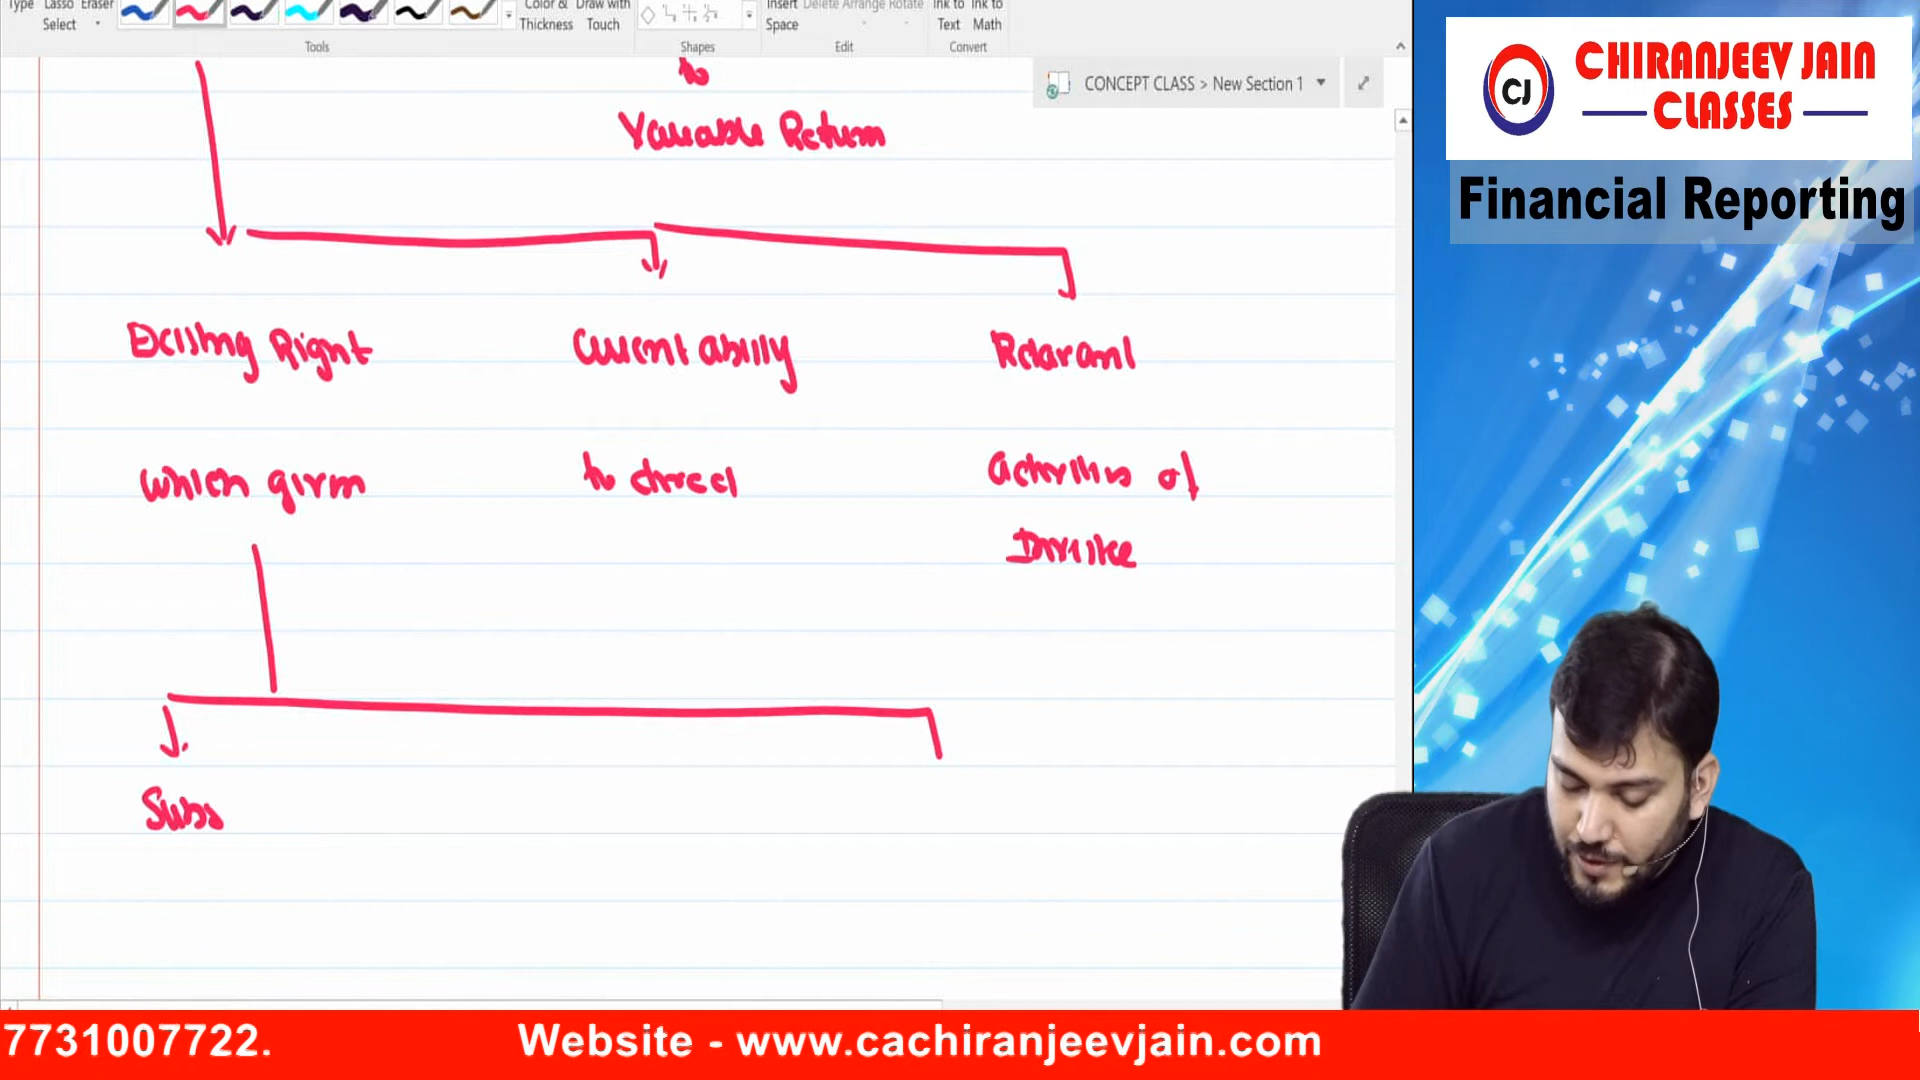 Type Lasso Eraser Color & Draw with Insert Delete Arrange Rotate Ink to Ink to
Select Thickness Touch Space Text Math
Tools Shapes Edit Convert
CONCEPT CLASS > New Section 1
to
Variable Return
Existing Right Current ability Relevant
which given to direct activities of
Investee
Subs
CJ
CHIRANJEEV JAIN
CLASSES
Financial Reporting
7731007722. Website - www.cachiranjeevjain.com